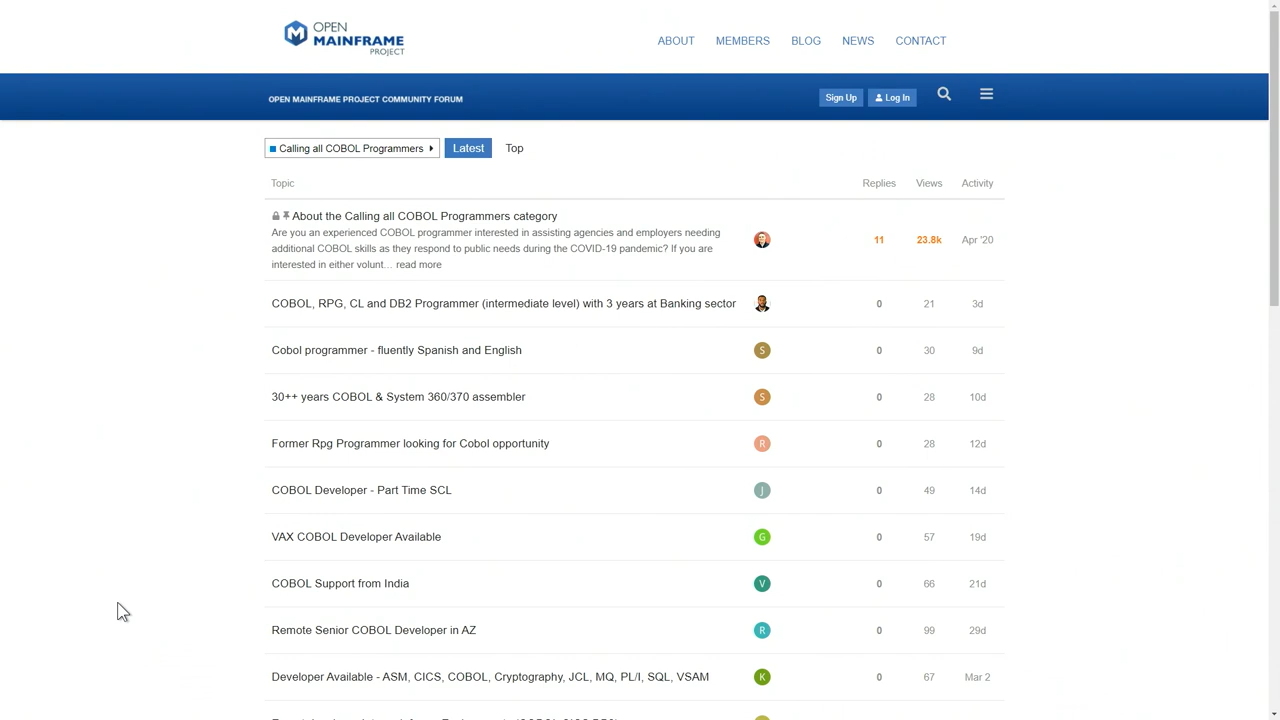 OPEN
MAINFRAME
PROJECT
ABOUT MEMBERS BLOG NEWS CONTACT
OPEN MAINFRAME PROJECT COMMUNITY FORUM
Sign Up Log In
Calling all COBOL Programmers Latest Top
Topic Replies Views Activity
About the Calling all COBOL Programmers category
Are you an experienced COBOL programmer interested in assisting agencies and employers needing
additional COBOL skills as they respond to public needs during the COVID-19 pandemic? If you are
interested in either volunt… read more
11 23.8k Apr '20
COBOL, RPG, CL and DB2 Programmer (intermediate level) with 3 years at Banking sector 0 21 3d
Cobol programmer - fluently Spanish and English S 0 30 9d
30++ years COBOL & System 360/370 assembler S 0 28 10d
Former Rpg Programmer looking for Cobol opportunity R 0 28 12d
COBOL Developer - Part Time SCL J 0 49 14d
VAX COBOL Developer Available G 0 57 19d
COBOL Support from India V 0 66 21d
Remote Senior COBOL Developer in AZ R 0 99 29d
Developer Available - ASM, CICS, COBOL, Cryptography, JCL, MQ, PL/I, SQL, VSAM K 0 67 Mar 2